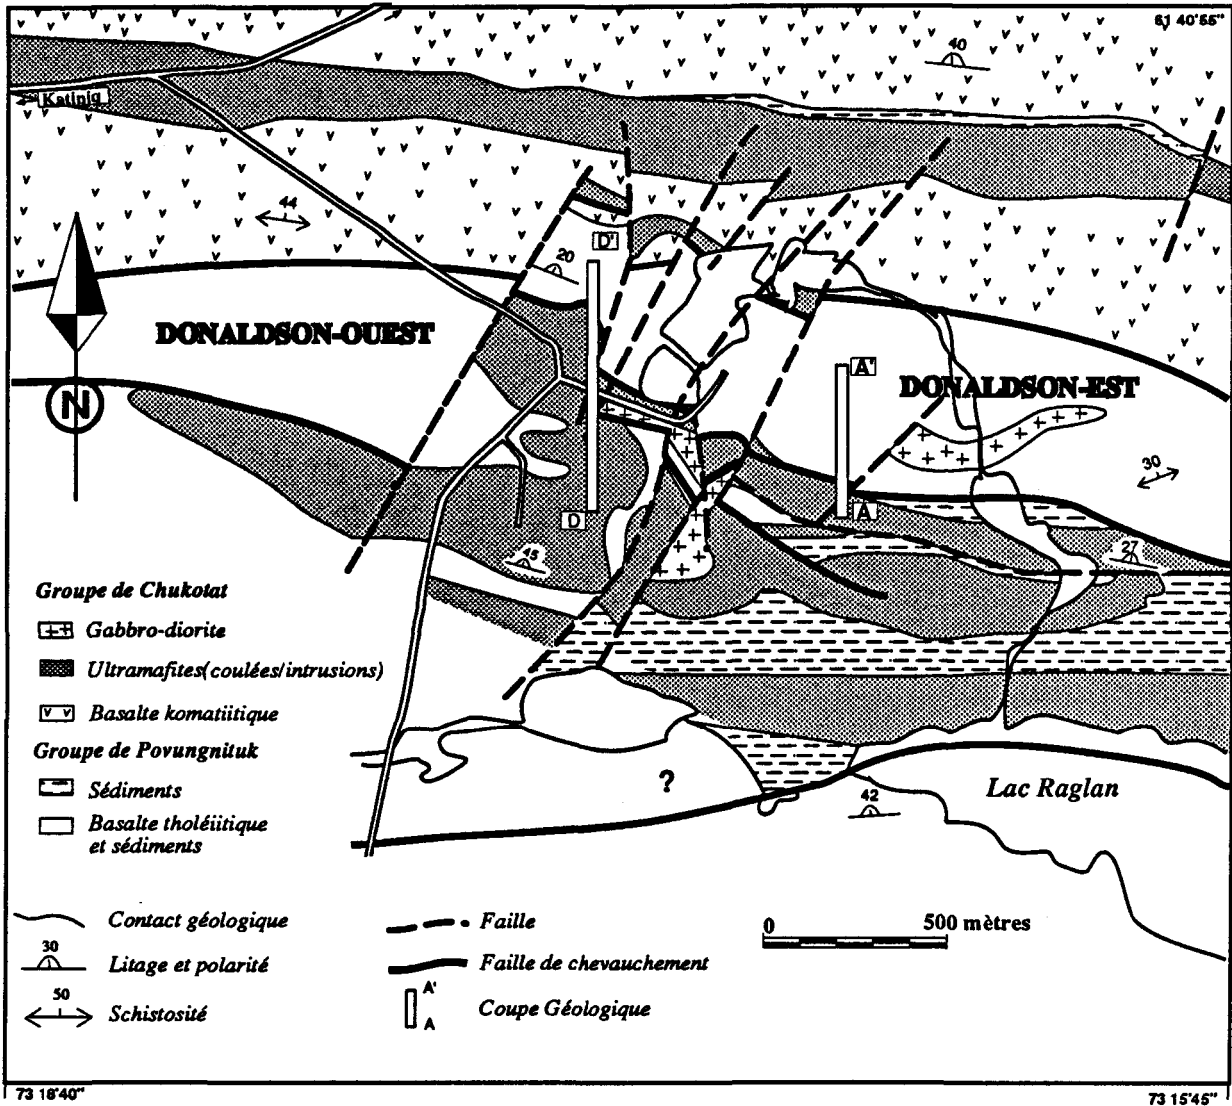 61 40'55"
40
Katiniq
44
D'
20
DONALDSON-OUEST
A'
DONALDSON-EST
N
30
D
A
45
27
Groupe de Chukotat
Gabbro-diorite
Ultramafites(coulées/intrusions)
Basalte komatiitique
Groupe de Povungnituk
Sédiments
Basalte tholéiitique
et sédiments
?
Lac Raglan
42
Contact géologique
Faille
0 500 mètres
30
Litage et polarité
Faille de chevauchement
50
Schistosité
A'
A
Coupe Géologique
73 18'40"
73 15'45"